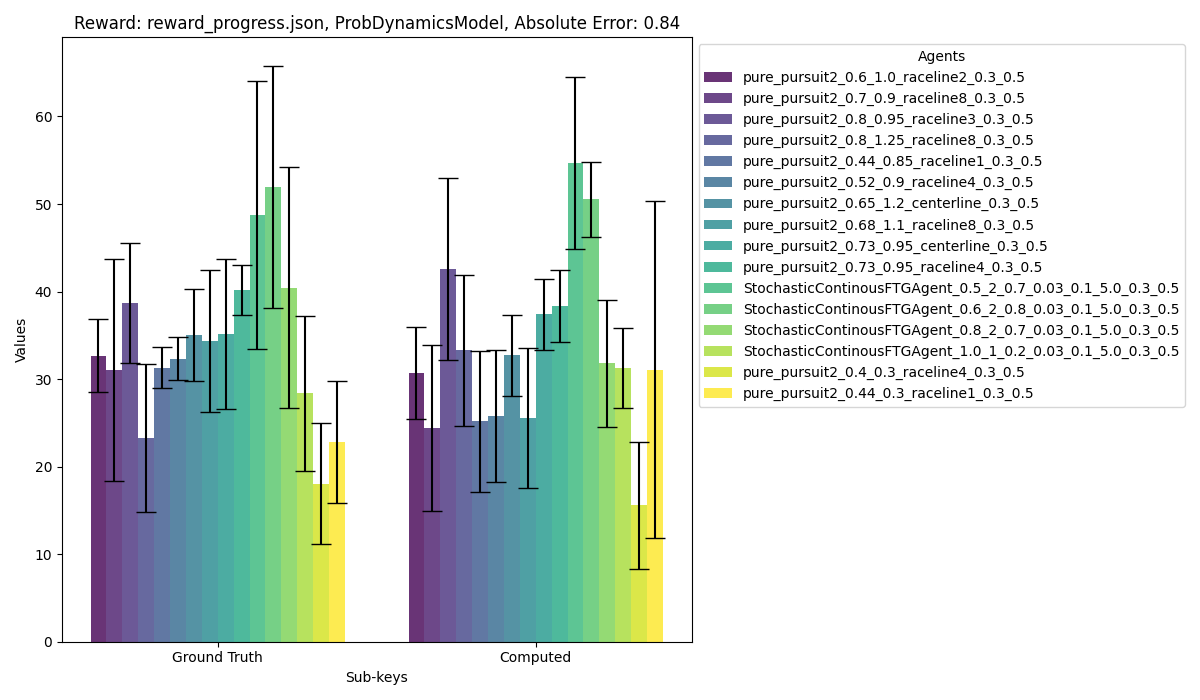 Reward: reward_progress.json, ProbDynamicsModel, Absolute Error: 0.84
Values
60
50
40
30
20
10
0
Ground Truth
Computed
Sub-keys
Agents
pure_pursuit2_0.6_1.0_raceline2_0.3_0.5
pure_pursuit2_0.7_0.9_raceline8_0.3_0.5
pure_pursuit2_0.8_0.95_raceline3_0.3_0.5
pure_pursuit2_0.8_1.25_raceline8_0.3_0.5
pure_pursuit2_0.44_0.85_raceline1_0.3_0.5
pure_pursuit2_0.52_0.9_raceline4_0.3_0.5
pure_pursuit2_0.65_1.2_centerline_0.3_0.5
pure_pursuit2_0.68_1.1_raceline8_0.3_0.5
pure_pursuit2_0.73_0.95_centerline_0.3_0.5
pure_pursuit2_0.73_0.95_raceline4_0.3_0.5
StochasticContinousFTGAgent_0.5_2_0.7_0.03_0.1_5.0_0.3_0.5
StochasticContinousFTGAgent_0.6_2_0.8_0.03_0.1_5.0_0.3_0.5
StochasticContinousFTGAgent_0.8_2_0.7_0.03_0.1_5.0_0.3_0.5
StochasticContinousFTGAgent_1.0_1_0.2_0.03_0.1_5.0_0.3_0.5
pure_pursuit2_0.4_0.3_raceline4_0.3_0.5
pure_pursuit2_0.44_0.3_raceline1_0.3_0.5